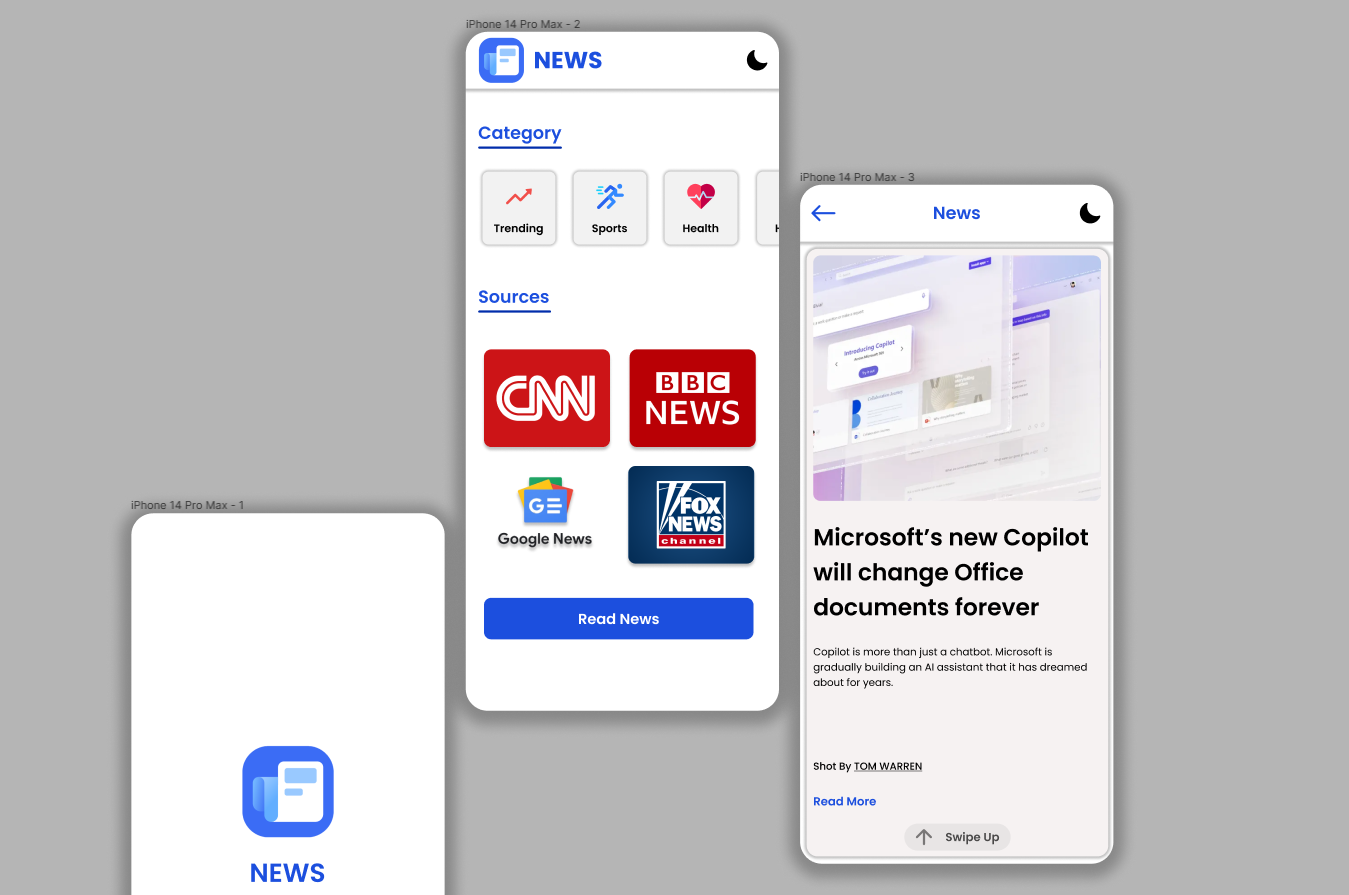 iPhone 14 Pro Max - 2
NEWS
Category
Trending
Sports
Health
H
Sources
CNN
BBC
NEWS
Google News
FOX
NEWS
channel
Read News
iPhone 14 Pro Max - 3
News
Introducing Copilot
Try it out
Microsoft’s new Copilot
will change Office
documents forever
Copilot is more than just a chatbot. Microsoft is
gradually building an AI assistant that it has dreamed
about for years.
Shot By TOM WARREN
Read More
Swipe Up
iPhone 14 Pro Max - 1
NEWS